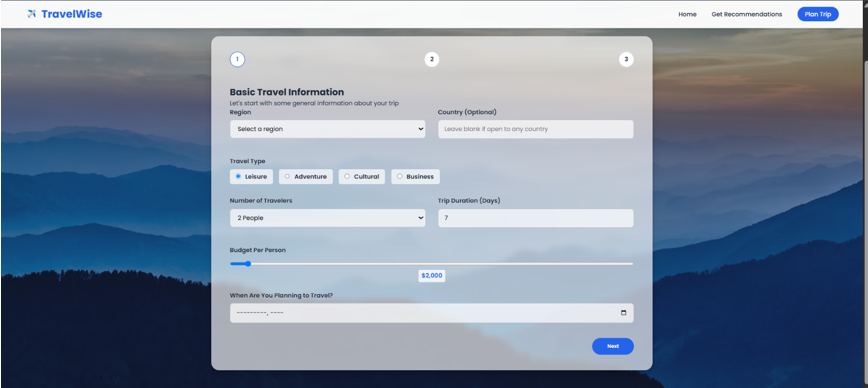 TravelWise
Home Get Recommendations Plan Trip
1 2 3
Basic Travel Information
Let's start with some general information about your trip
Region Country (Optional)
Select a region Leave blank if open to any country
Travel Type
Leisure Adventure Cultural Business
Number of Travelers Trip Duration (Days)
2 People 7
Budget Per Person
$2,000
When Are You Planning to Travel?
---------, ----
Next